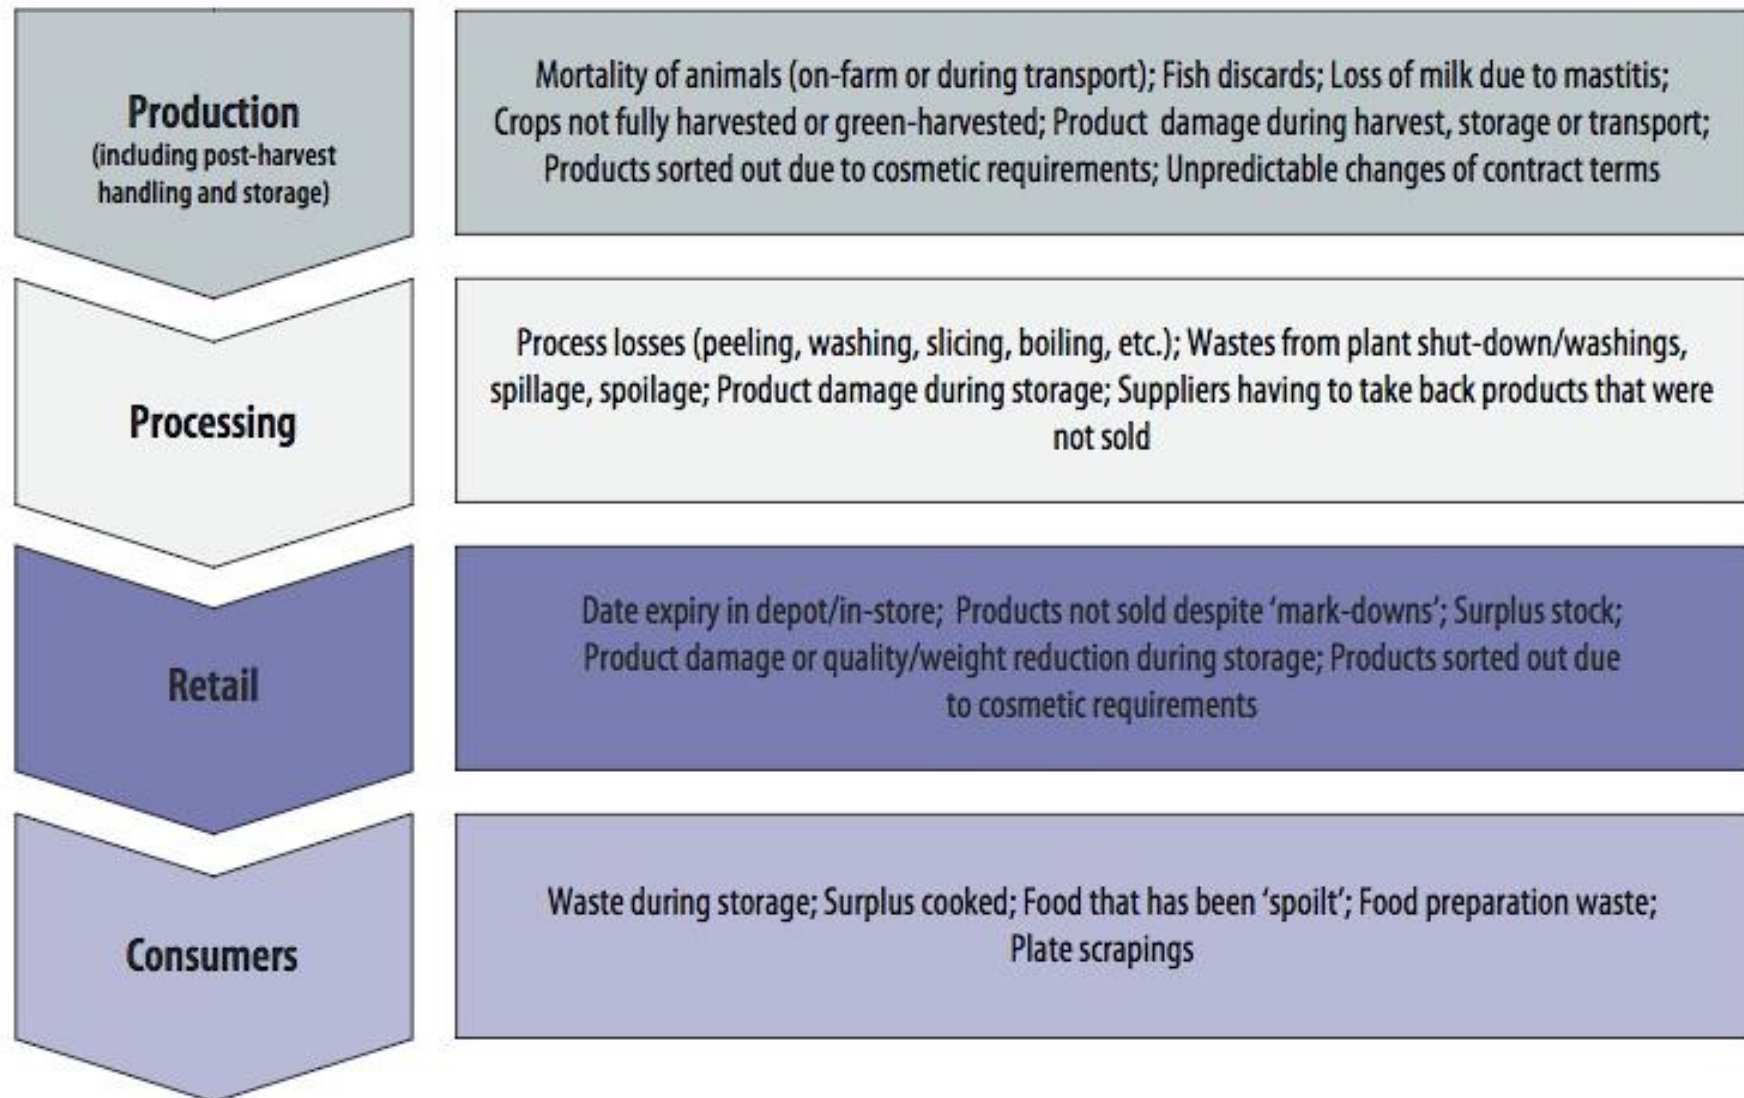 Production
(including post-harvest
handling and storage)
Mortality of animals (on-farm or during transport); Fish discards; Loss of milk due to mastitis;
Crops not fully harvested or green-harvested; Product damage during harvest, storage or transport;
Products sorted out due to cosmetic requirements; Unpredictable changes of contract terms
Processing
Process losses (peeling, washing, slicing, boiling, etc.); Wastes from plant shut-down/washings,
spillage, spoilage; Product damage during storage; Suppliers having to take back products that were
not sold
Retail
Date expiry in depot/in-store; Products not sold despite ‘mark-downs’; Surplus stock;
Product damage or quality/weight reduction during storage; Products sorted out due
to cosmetic requirements
Consumers
Waste during storage; Surplus cooked; Food that has been ‘spoilt’; Food preparation waste;
Plate scrapings